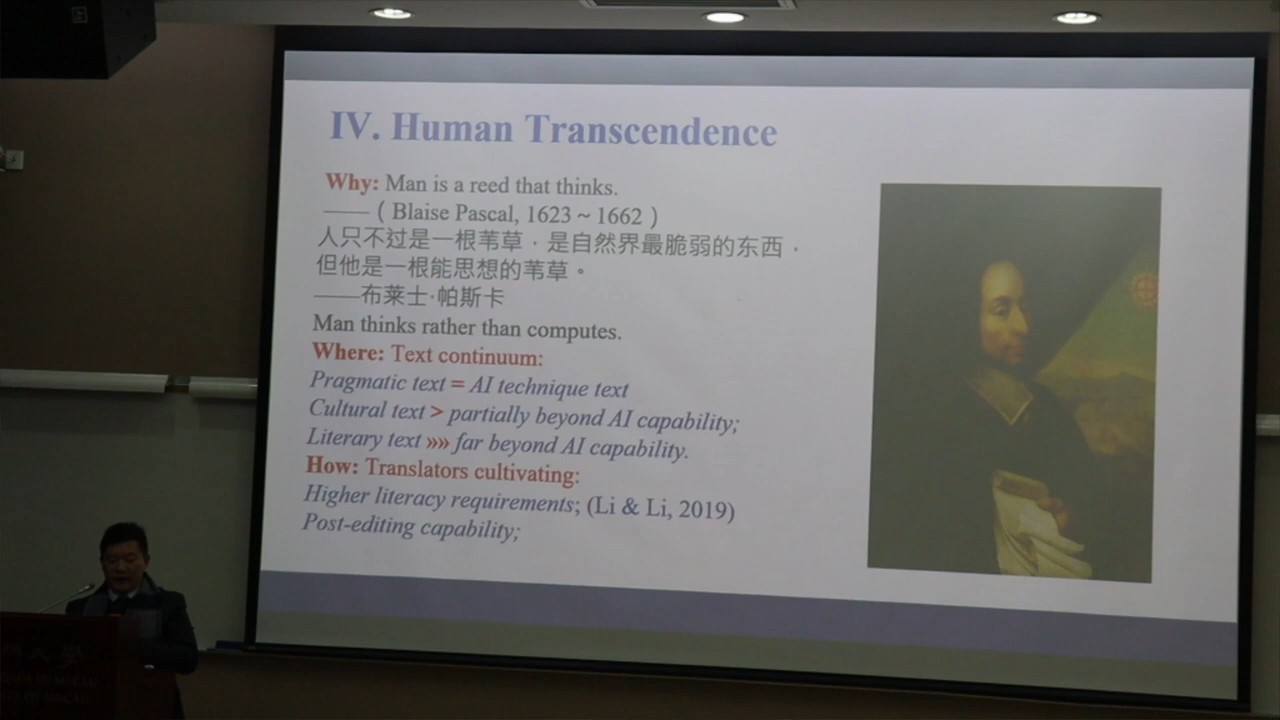 IV. Human Transcendence
Why: Man is a reed that thinks.
——（Blaise Pascal, 1623 ~ 1662）
人只不过是一根苇草，是自然界最脆弱的东西，
但他是一根能思想的苇草。
——布莱士·帕斯卡
Man thinks rather than computes.
Where: Text continuum:
Pragmatic text = AI technique text
Cultural text > partially beyond AI capability;
Literary text »» far beyond AI capability.
How: Translators cultivating:
Higher literacy requirements; (Li & Li, 2019)
Post-editing capability;